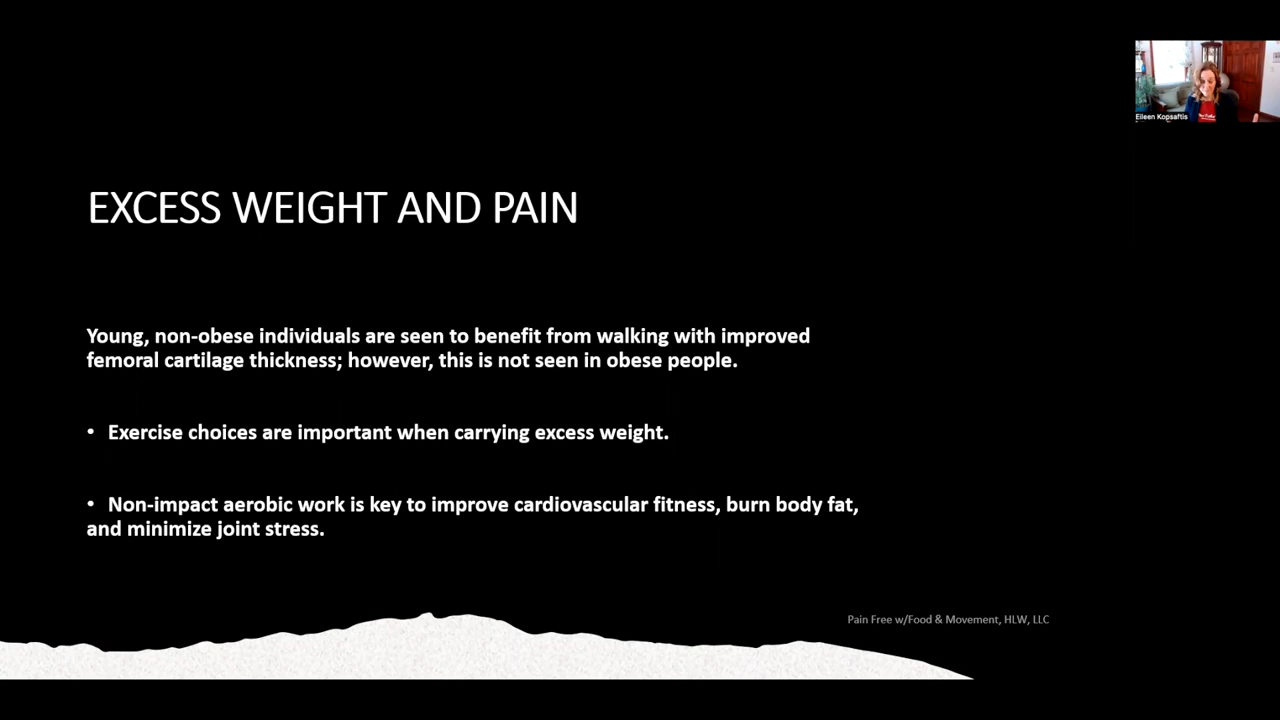 Eileen Kopsaftis
EXCESS WEIGHT AND PAIN
Young, non-obese individuals are seen to benefit from walking with improved
femoral cartilage thickness; however, this is not seen in obese people.
• Exercise choices are important when carrying excess weight.
• Non-impact aerobic work is key to improve cardiovascular fitness, burn body fat,
and minimize joint stress.
Pain Free w/Food & Movement, HLW, LLC